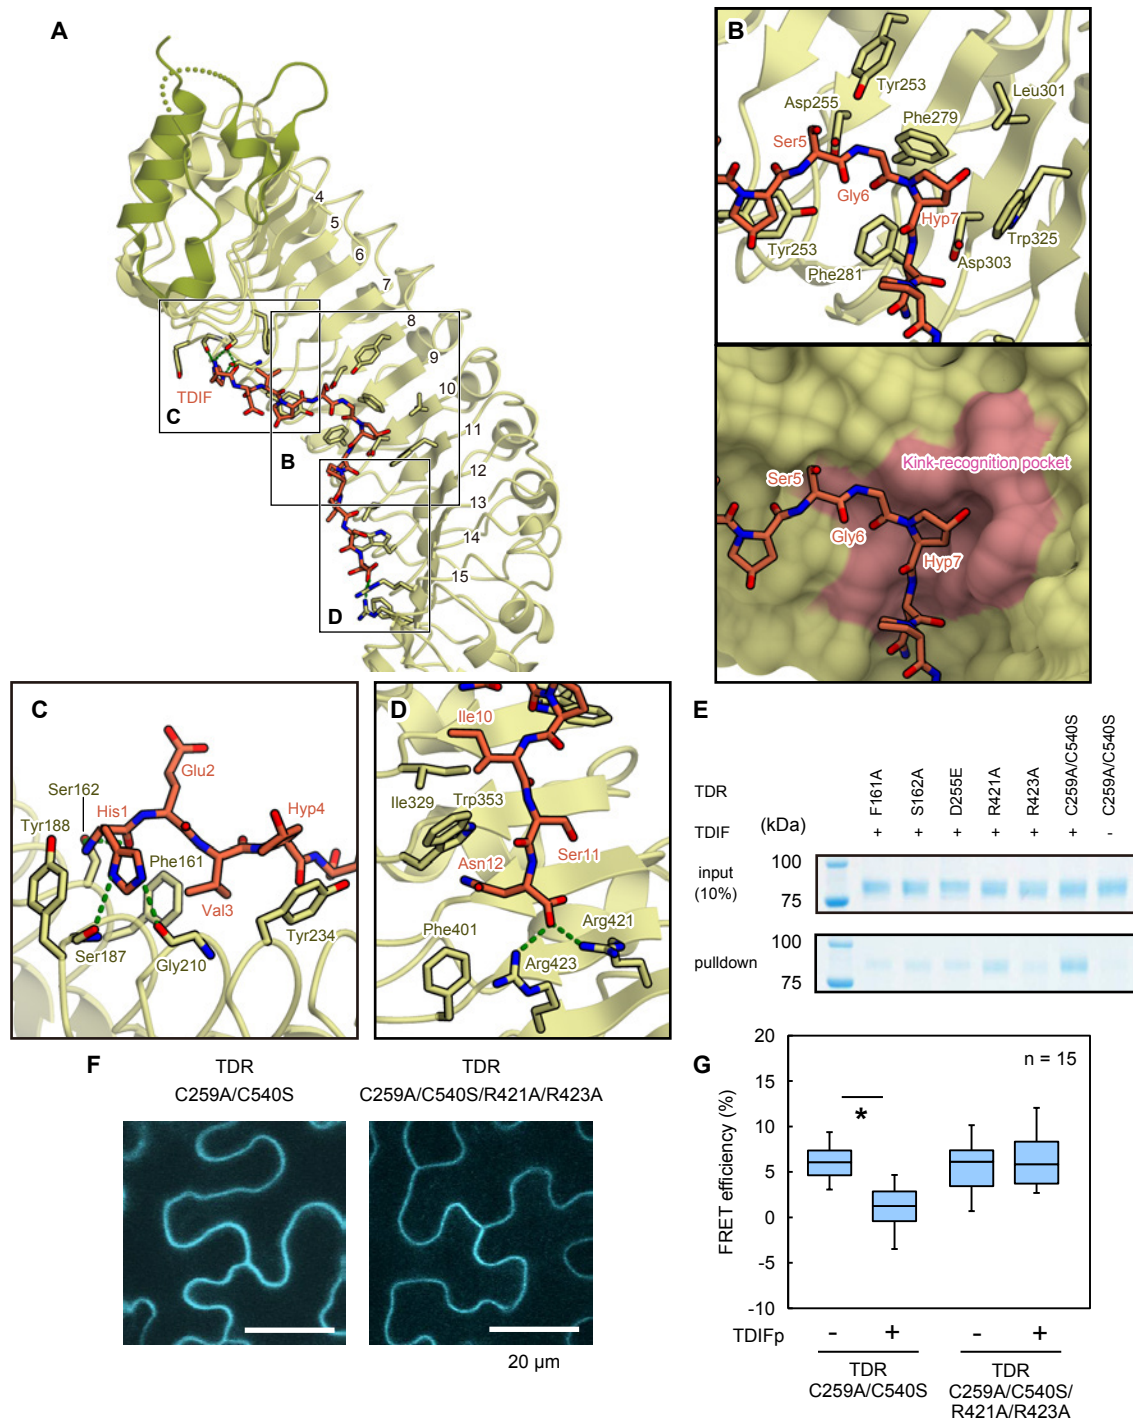 A
4
5
6
7
8
9
10
11
12
13
14
15
TDIF
C
B
D
B
Tyr253
Leu301
Asp255
Phe279
Ser5
Gly6
Hyp7
Trp325
Tyr253
Asp303
Phe281
Kink-recognition pocket
Ser5
Gly6
Hyp7
C
Glu2
Ser162
His1
Hyp4
Tyr188
Phe161
Val3
Tyr234
Ser187
Gly210
D
Ile10
Ile329
Trp353
Ser11
Asn12
Arg421
Phe401
Arg423
E
TDR F161A S162A D255E R421A R423A C259A/C540S C259A/C540S
TDIF (kDa) + + + + + + -
input (10%)
100
75
pulldown
100
75
F
TDR
C259A/C540S
TDR
C259A/C540S/R421A/R423A
20 µm
G
n = 15
FRET efficiency (%)
20
15
10
5
0
-5
-10
*
TDIFp - + - +
TDR
C259A/C540S
TDR
C259A/C540S/
R421A/R423A